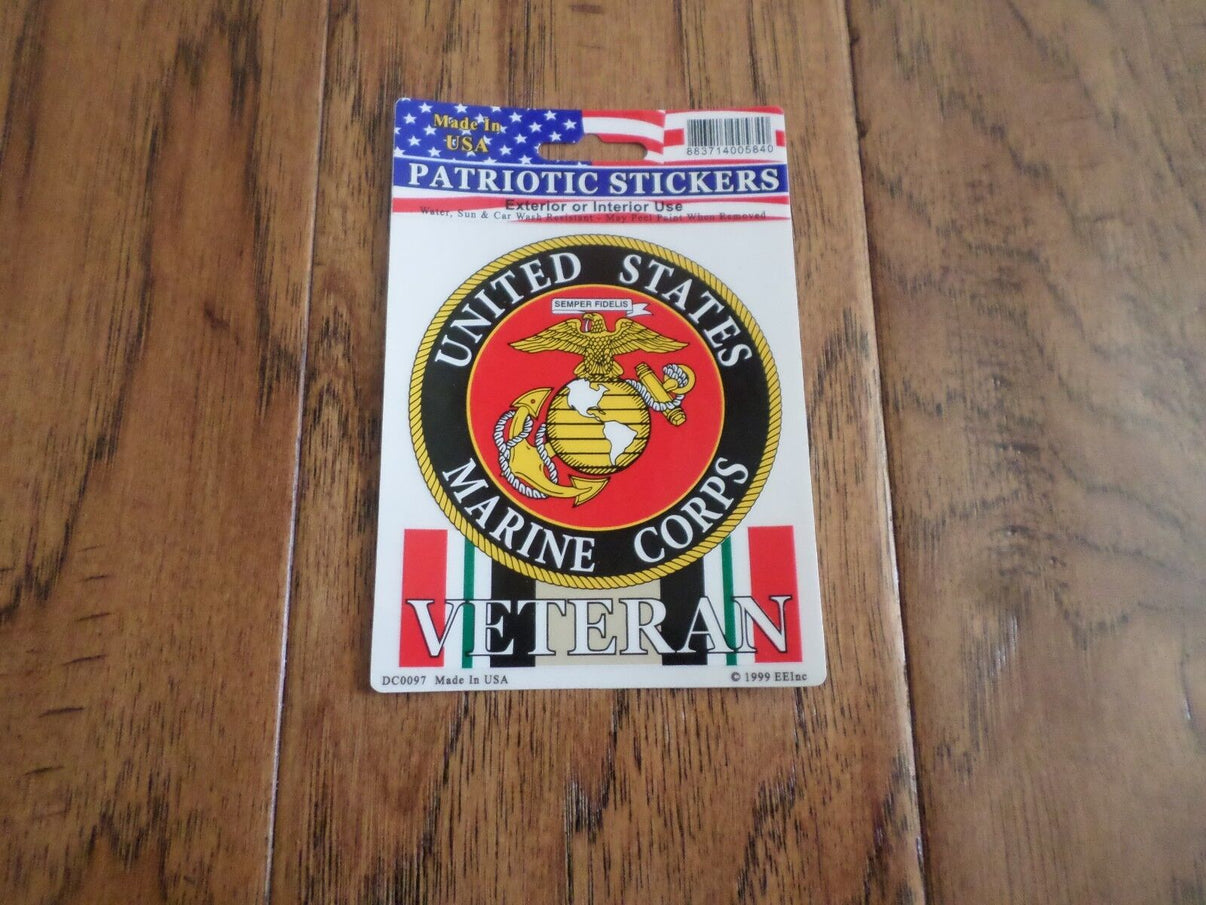 Made In
USA
883714005840
PATRIOTIC STICKERS
Exterior or Interior Use
Water, Sun & Car Wash Resistant - May Peel Paint When Removed
UNITED STATES
SEMPER FIDELIS
MARINE CORPS
VETERAN
DC0097 Made In USA
© 1999 EEInc